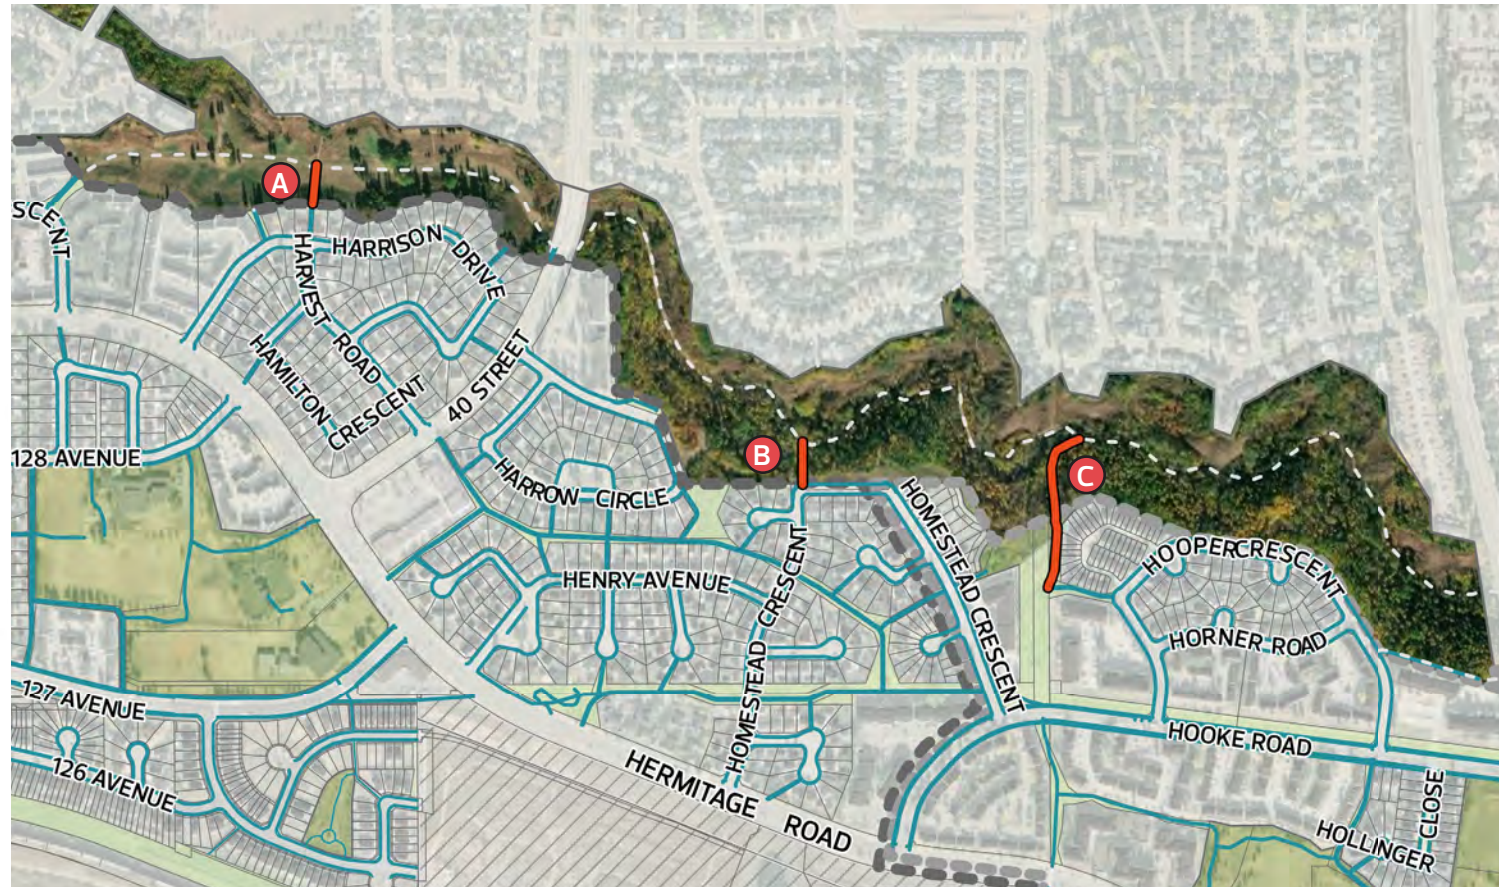 A
SCENT
HARRISON DRIVE
HARVEST ROAD
HAMILTON
CRESCENT
40 STREET
128 AVENUE
B
C
HARROW CIRCLE
HOMESTEAD CRESCENT
HOOPER CRESCENT
HENRY AVENUE
HOMESTEAD CRESCENT
HORNER ROAD
127 AVENUE
HOOKE ROAD
126 AVENUE
HERMITAGE ROAD
HOLLINGER
CLOSE